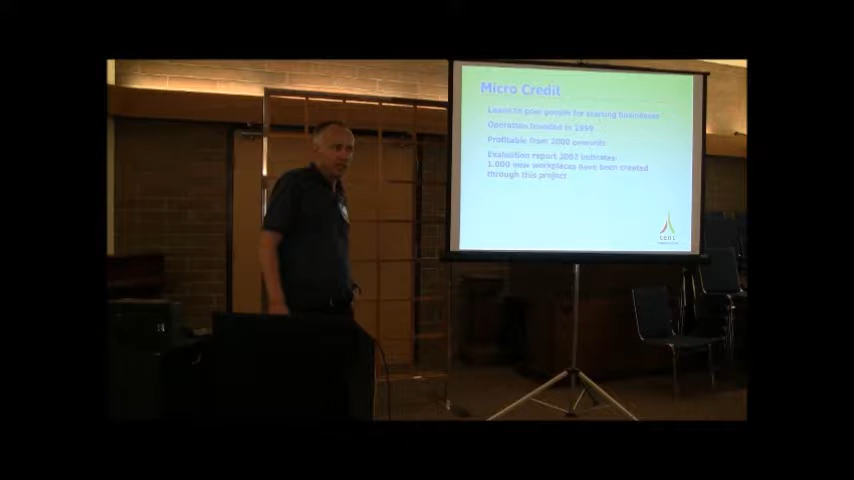 Micro Credit
Loans to poor people for starting businesses
Operation founded in 1999
Profitable from 2000 onwards
Evaluation report 2002 indicates:
1.000 new workplaces have been created
through this project
tent